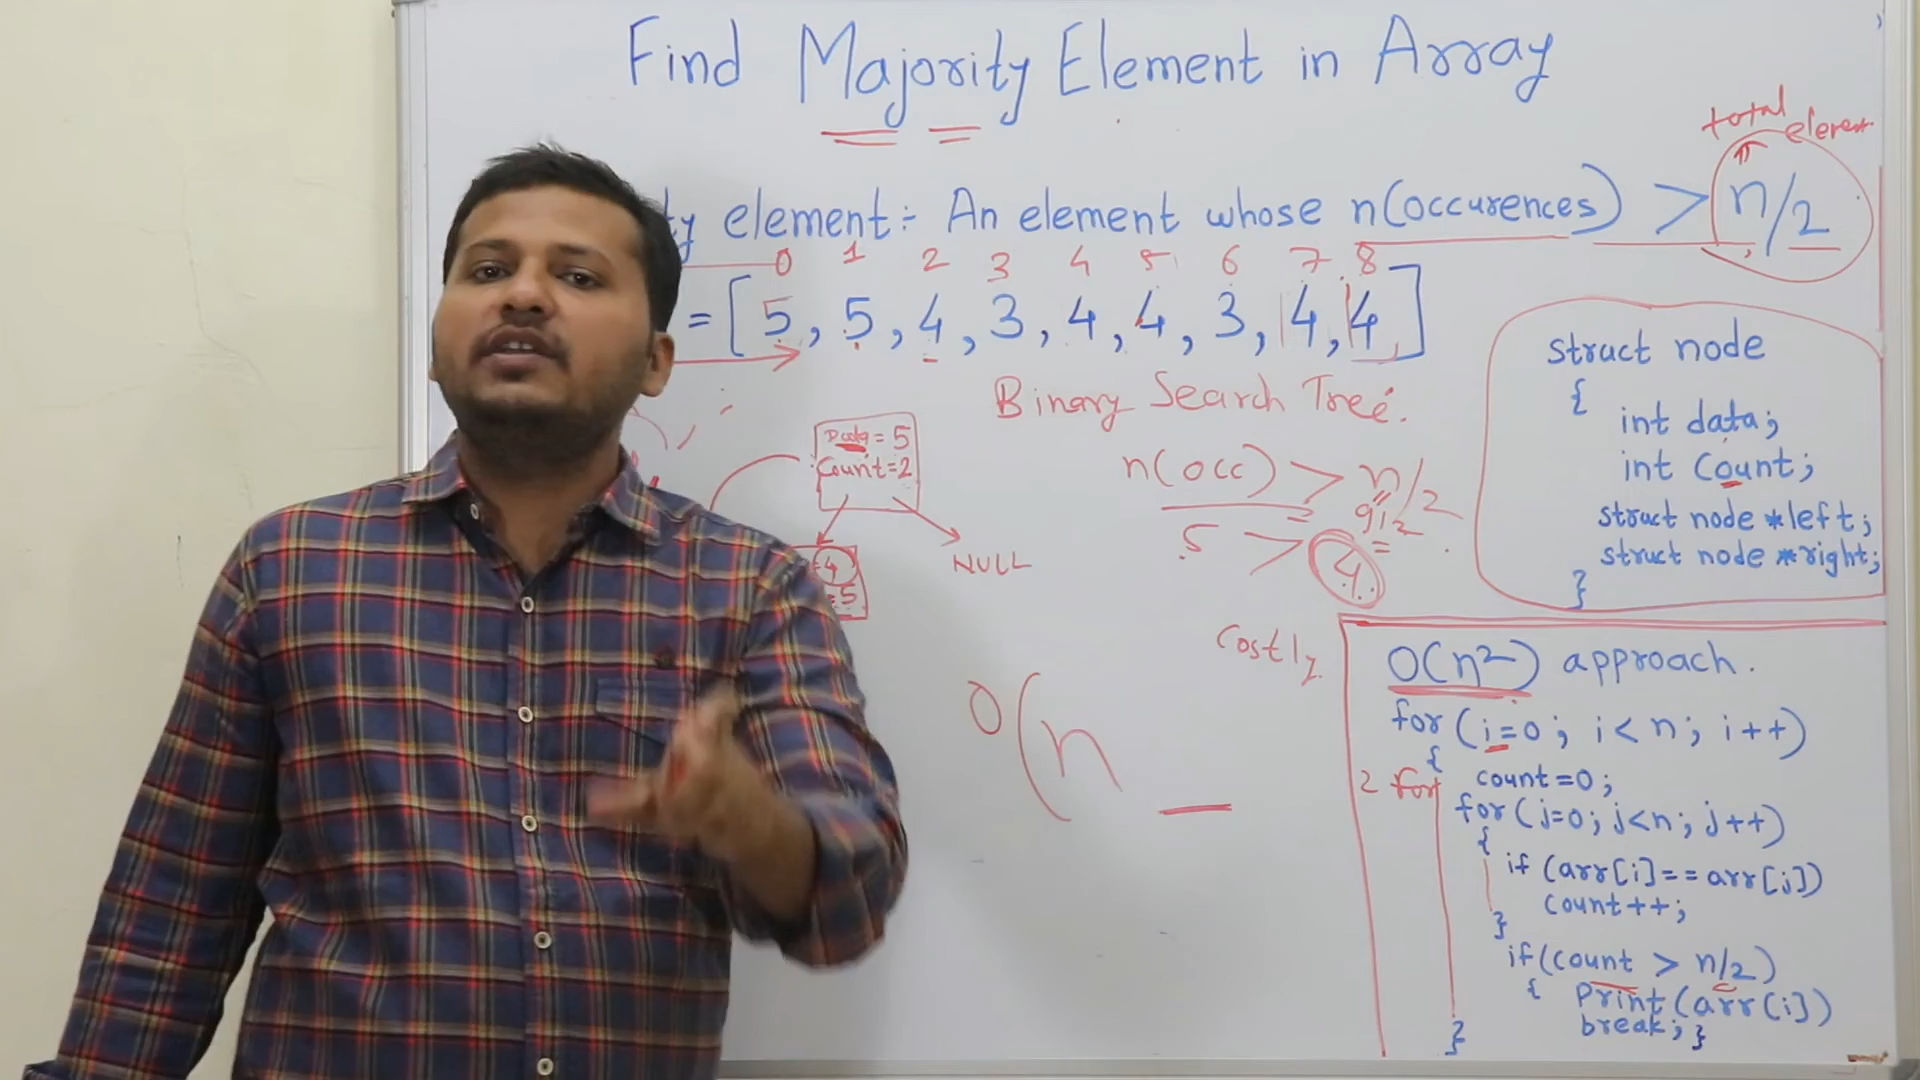 Find Majority Element in Array
total element
ty element :- An element whose n(occurences) > n/2
0 1 2 3 4 5 6 7 8
= [5, 5, 4, 3, 4, 4, 3, 4, 4]
Binary Search Tree.
Data = 5
Count = 2
4
= 5
NULL
n(occ) > n/2
9/2
5 > 4
struct node
{
int data;
int Count;
struct node *left;
struct node *right;
}
Costly
O(n
O(n²) approach.
for (i=0; i<n; i++)
{ count=0;
2 for
for (j=0; j<n; j++)
{
if (arr[i]==arr[j])
count++;
}
if (count > n/2)
{ Print(arr[i])
break; }
}